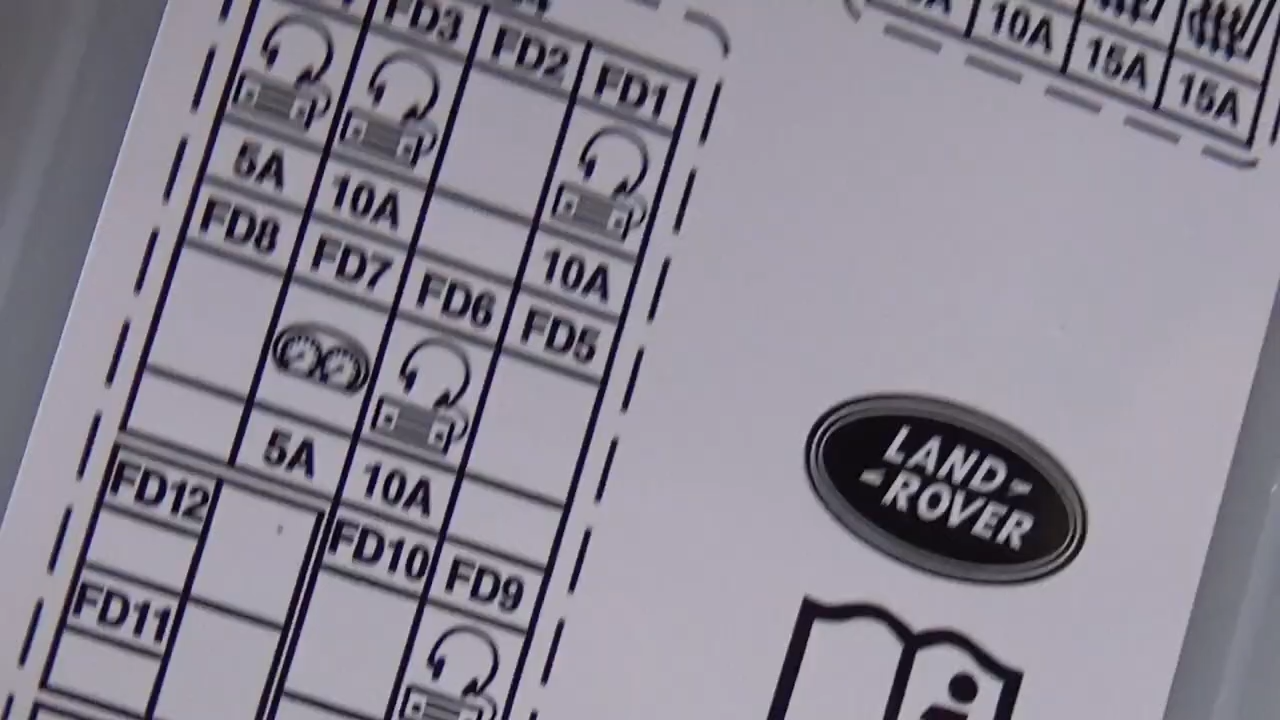 FD3 FD2 FD1
5A 10A 10A
FD8 FD7 FD6 FD5
5A 10A
FD12 FD10 FD9
FD11
10A 15A 15A
LAND-
-ROVER
i